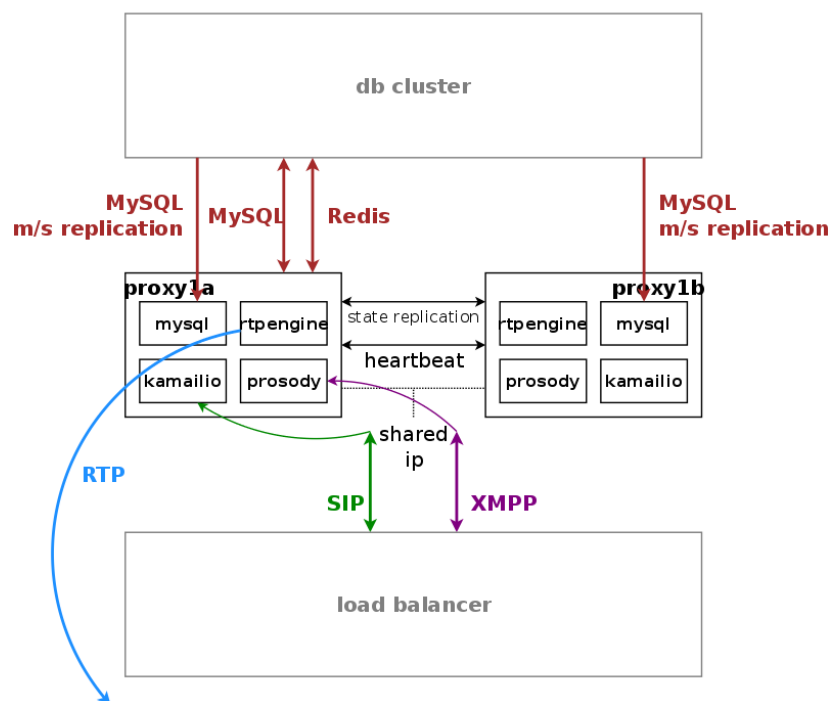 db cluster
MySQL
m/s replication
MySQL
Redis
MySQL
m/s replication
proxy1a
mysql
rtpengine
kamailio
prosody
state replication
heartbeat
proxy1b
rtpengine
mysql
prosody
kamailio
shared
ip
RTP
SIP
XMPP
load balancer